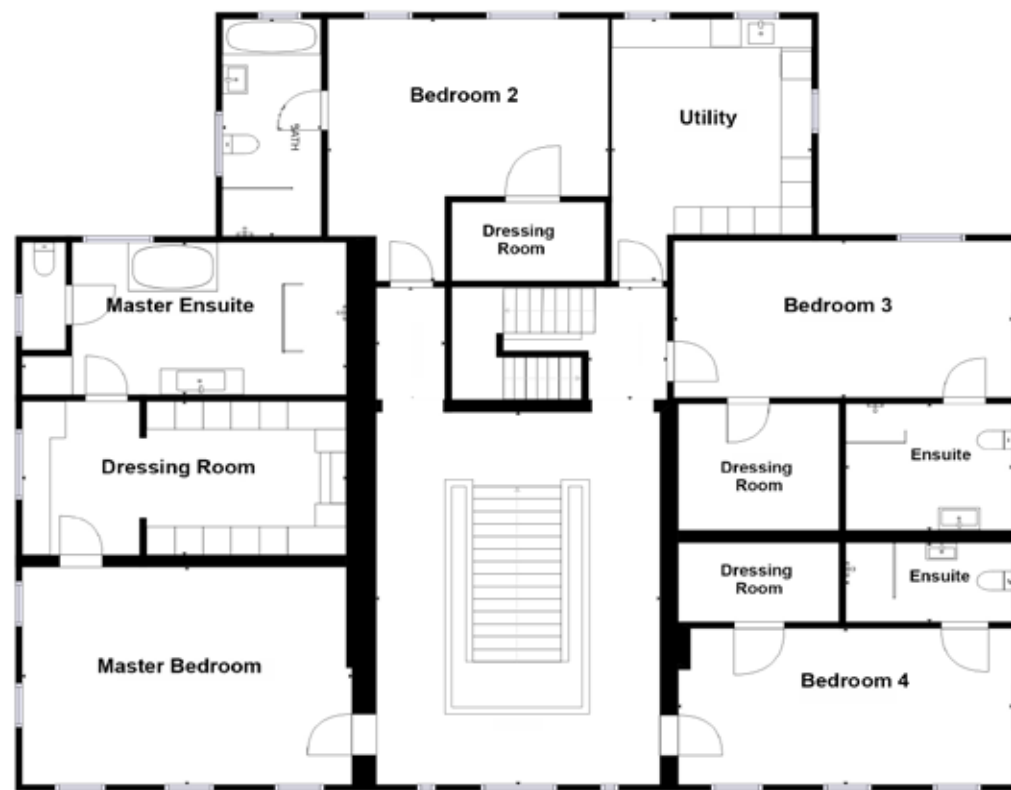 Bedroom 2
Utility
BATH
Dressing
Room
Master Ensuite
Bedroom 3
Dressing Room
Dressing
Room
Ensuite
Dressing
Room
Ensuite
Master Bedroom
Bedroom 4